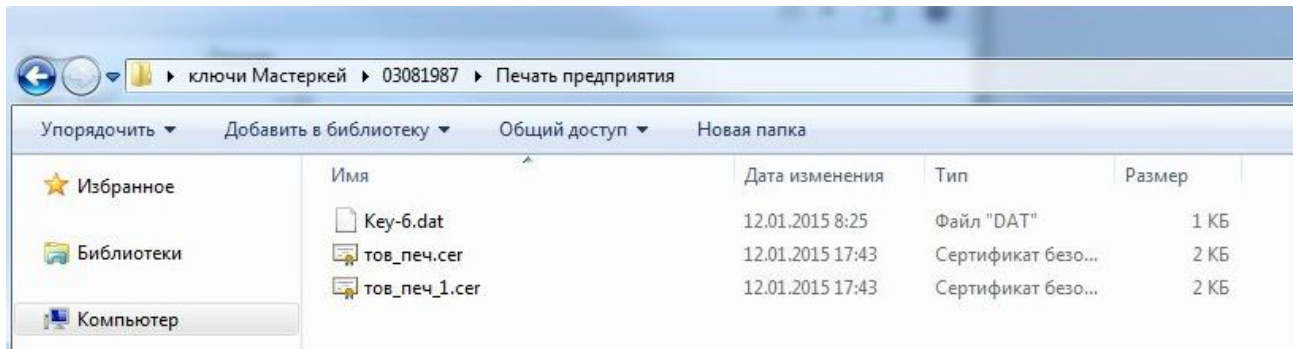 ключи Мастеркей ▸ 03081987 ▸ Печать предприятия
Упорядочить Добавить в библиотеку Общий доступ Новая папка
Имя Дата изменения Тип Размер
Избранное
Key-6.dat 12.01.2015 8:25 Файл "DAT" 1 КБ
Библиотеки
тов_печ.cer 12.01.2015 17:43 Сертификат безо... 2 КБ
тов_печ_1.cer 12.01.2015 17:43 Сертификат безо... 2 КБ
Компьютер